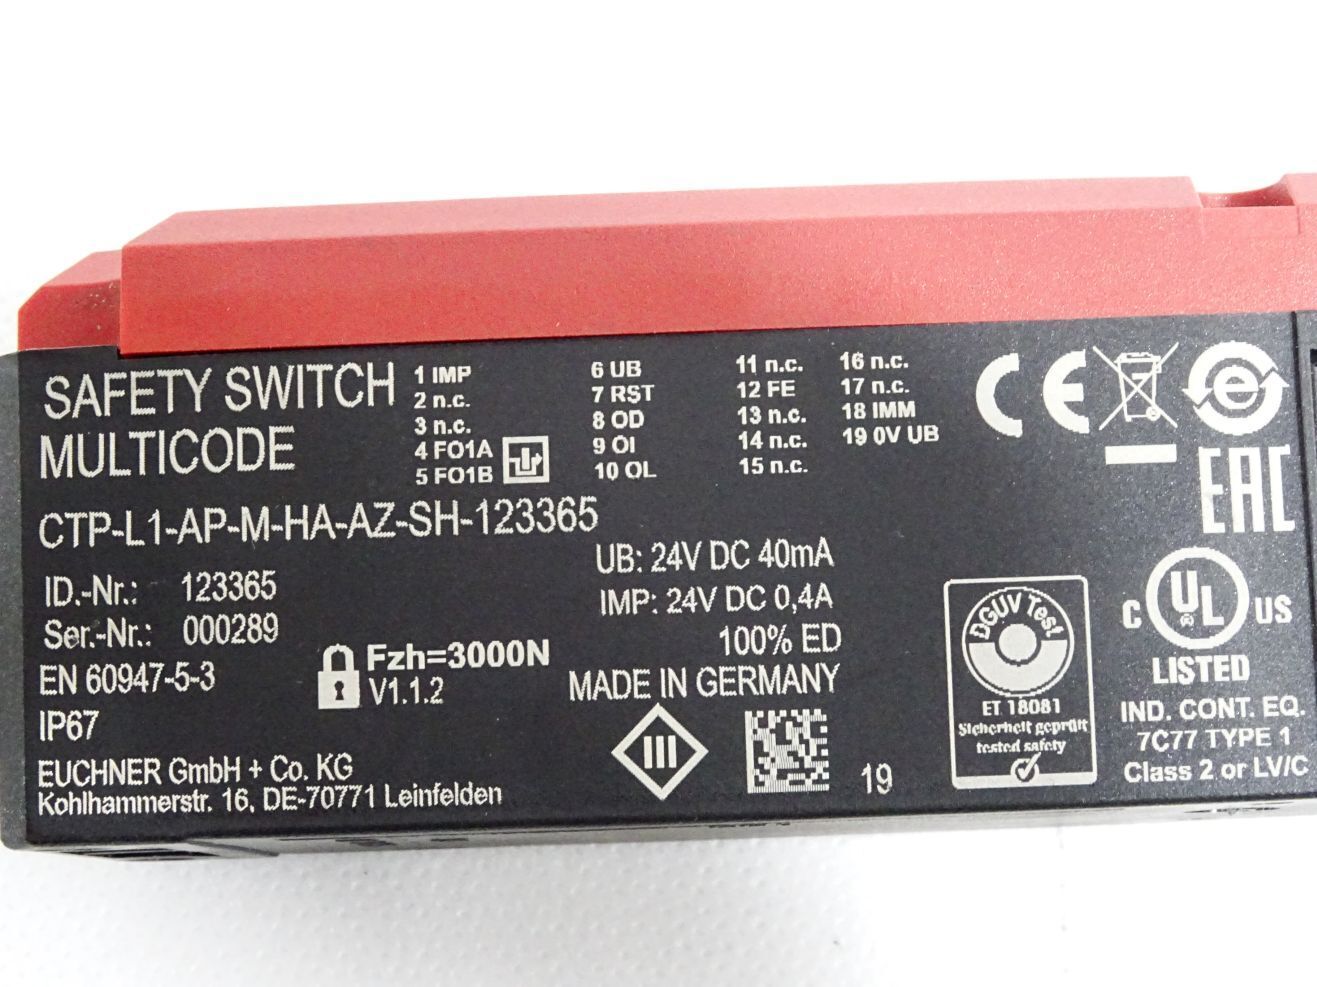 SAFETY SWITCH
MULTICODE
1 IMP
2 n.c.
3 n.c.
4 FO1A
5 FO1B
6 UB
7 RST
8 OD
9 OI
10 OL
11 n.c.
12 FE
13 n.c.
14 n.c.
15 n.c.
16 n.c.
17 n.c.
18 IMM
19 0V UB
CE
e
EAC
CTP-L1-AP-M-HA-AZ-SH-123365
ID.-Nr.: 123365
Ser.-Nr.: 000289
EN 60947-5-3
IP67
Fzh=3000N
V1.1.2
UB: 24V DC 40mA
IMP: 24V DC 0,4A
100% ED
MADE IN GERMANY
III
19
EUCHNER GmbH + Co. KG
Kohlhammerstr. 16, DE-70771 Leinfelden
DGUV Test
ET 18081
Sicherheit geprüft
tested safety
C UL ® US
LISTED
IND. CONT. EQ.
7C77 TYPE 1
Class 2 or LV/C